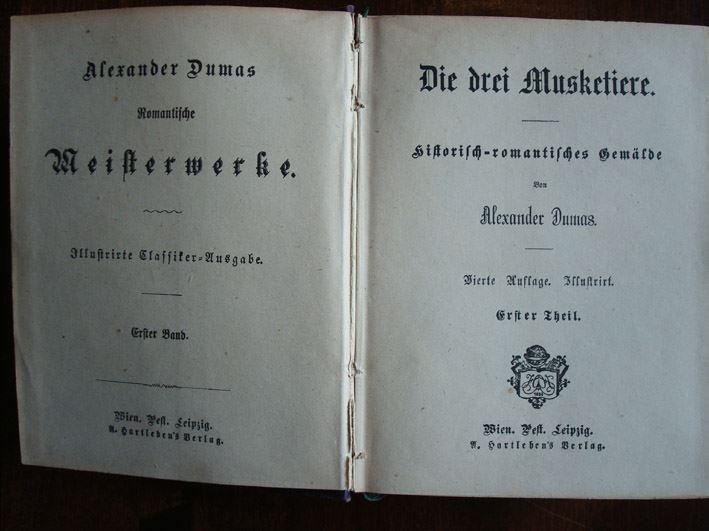 Alexander Dumas
Romantische
Meisterwerke.
Illustrirte Classiker-Ausgabe.
Erster Band.
Wien. Pest. Leipzig.
A. Hartleben's Verlag.
Die drei Musketiere.
Historisch-romantisches Gemälde
Von
Alexander Dumas.
Vierte Auflage. Illustrirt.
Erster Theil.
Wien. Pest. Leipzig.
A. Hartleben's Verlag.